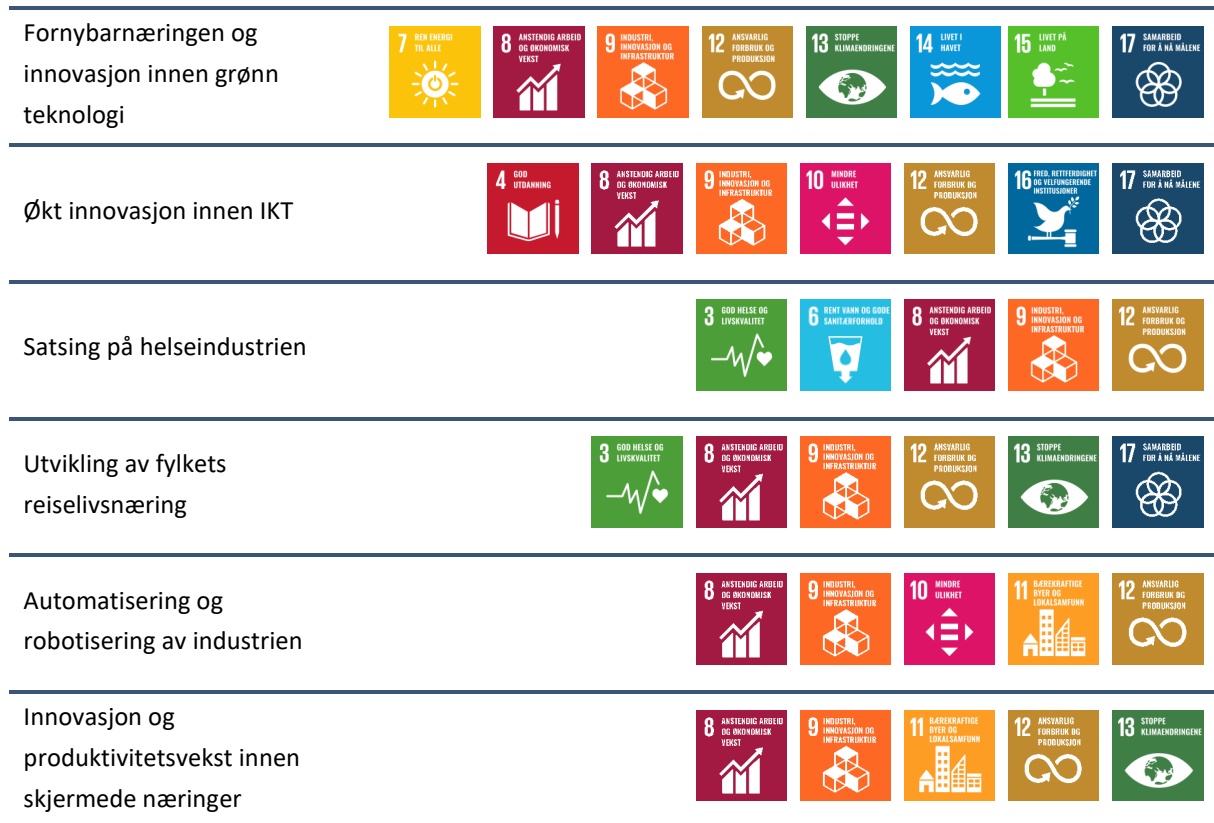 Fornybarnæringen og
innovasjon innen grønn
teknologi
7 REN ENERGI
TIL ALLE
8 ANSTENDIG ARBEID
OG ØKONOMISK
VEKST
9 INDUSTRI,
INNOVASJON OG
INFRASTRUKTUR
12 ANSVARLIG
FORBRUK OG
PRODUKSJON
13 STOPPE
KLIMAENDRINGENE
14 LIVET I
HAVET
15 LIVET PÅ
LAND
17 SAMARBEID
FOR Å NÅ MÅLENE
Økt innovasjon innen IKT
4 GOD
UTDANNING
8 ANSTENDIG ARBEID
OG ØKONOMISK
VEKST
9 INDUSTRI,
INNOVASJON OG
INFRASTRUKTUR
10 MINDRE
ULIKHET
12 ANSVARLIG
FORBRUK OG
PRODUKSJON
16 FRED, RETTFERDIGHET
OG VELFUNGERENDE
INSTITUSJONER
17 SAMARBEID
FOR Å NÅ MÅLENE
Satsing på helseindustrien
3 GOD HELSE OG
LIVSKVALITET
6 RENT VANN OG GODE
SANITÆRFORHOLD
8 ANSTENDIG ARBEID
OG ØKONOMISK
VEKST
9 INDUSTRI,
INNOVASJON OG
INFRASTRUKTUR
12 ANSVARLIG
FORBRUK OG
PRODUKSJON
Utvikling av fylkets
reiselivsnæring
3 GOD HELSE OG
LIVSKVALITET
8 ANSTENDIG ARBEID
OG ØKONOMISK
VEKST
9 INDUSTRI,
INNOVASJON OG
INFRASTRUKTUR
12 ANSVARLIG
FORBRUK OG
PRODUKSJON
13 STOPPE
KLIMAENDRINGENE
17 SAMARBEID
FOR Å NÅ MÅLENE
Automatisering og
robotisering av industrien
8 ANSTENDIG ARBEID
OG ØKONOMISK
VEKST
9 INDUSTRI,
INNOVASJON OG
INFRASTRUKTUR
10 MINDRE
ULIKHET
11 BÆREKRAFTIGE
BYER OG
LOKALSAMFUNN
12 ANSVARLIG
FORBRUK OG
PRODUKSJON
Innovasjon og
produktivitetsvekst innen
skjermede næringer
8 ANSTENDIG ARBEID
OG ØKONOMISK
VEKST
9 INDUSTRI,
INNOVASJON OG
INFRASTRUKTUR
11 BÆREKRAFTIGE
BYER OG
LOKALSAMFUNN
12 ANSVARLIG
FORBRUK OG
PRODUKSJON
13 STOPPE
KLIMAENDRINGENE